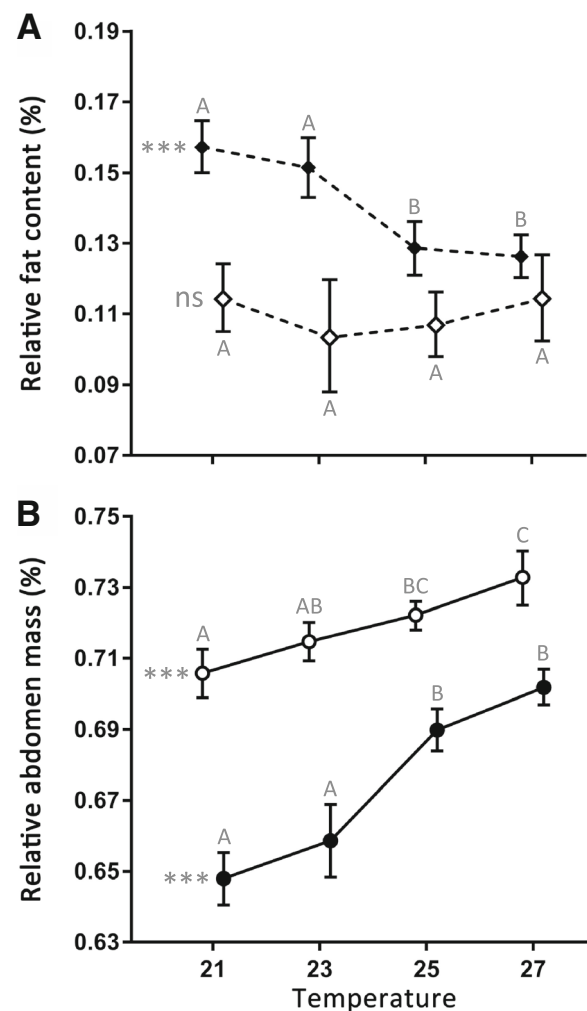 A
0.19
0.17
0.15
0.13
0.11
0.09
0.07
Relative fat content (%)
*** A A B B
ns A A A A
B
0.75
0.73
0.71
0.69
0.67
0.65
0.63
Relative abdomen mass (%)
*** A AB BC C
*** A A B B
21 23 25 27
Temperature